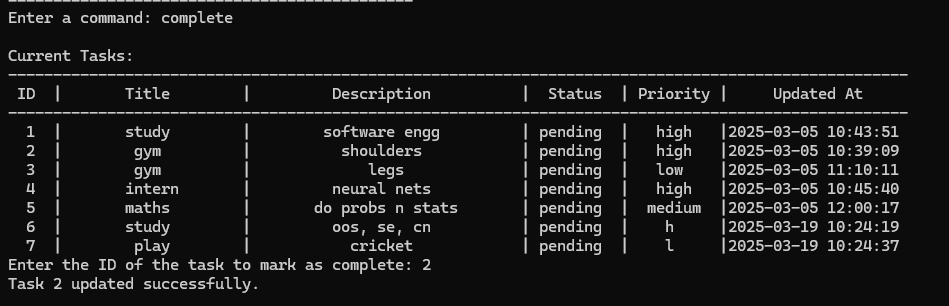 Enter a command: complete
Current Tasks:
ID | Title | Description | Status | Priority | Updated At
1 | study | software engg | pending | high |2025-03-05 10:43:51
2 | gym | shoulders | pending | high |2025-03-05 10:39:09
3 | gym | legs | pending | low |2025-03-05 11:10:11
4 | intern | neural nets | pending | high |2025-03-05 10:45:40
5 | maths | do probs n stats | pending | medium |2025-03-05 12:00:17
6 | study | oos, se, cn | pending | h |2025-03-19 10:24:19
7 | play | cricket | pending | l |2025-03-19 10:24:37
Enter the ID of the task to mark as complete: 2
Task 2 updated successfully.